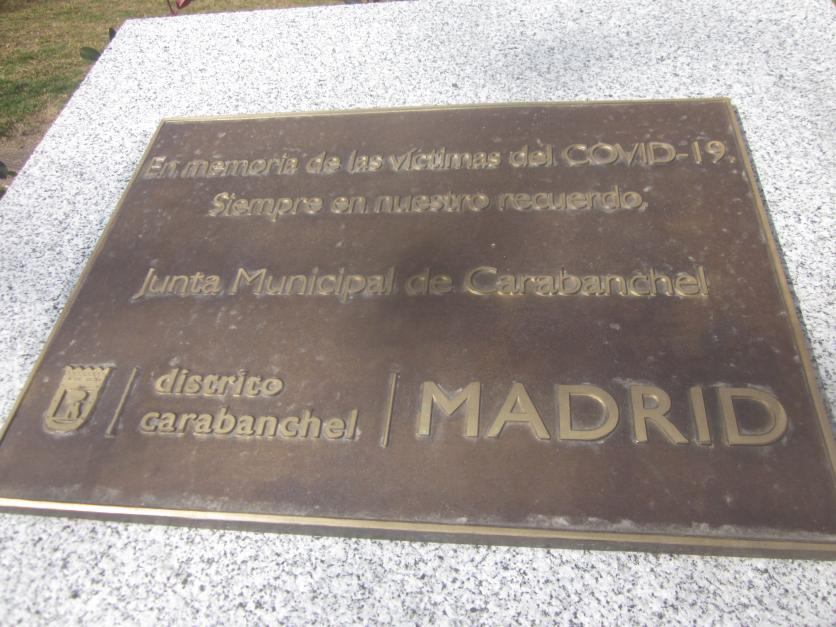 En memoria de las víctimas del COVID-19.
Siempre en nuestro recuerdo,
Junta Municipal de Carabanchel
distrito
carabanchel
MADRID